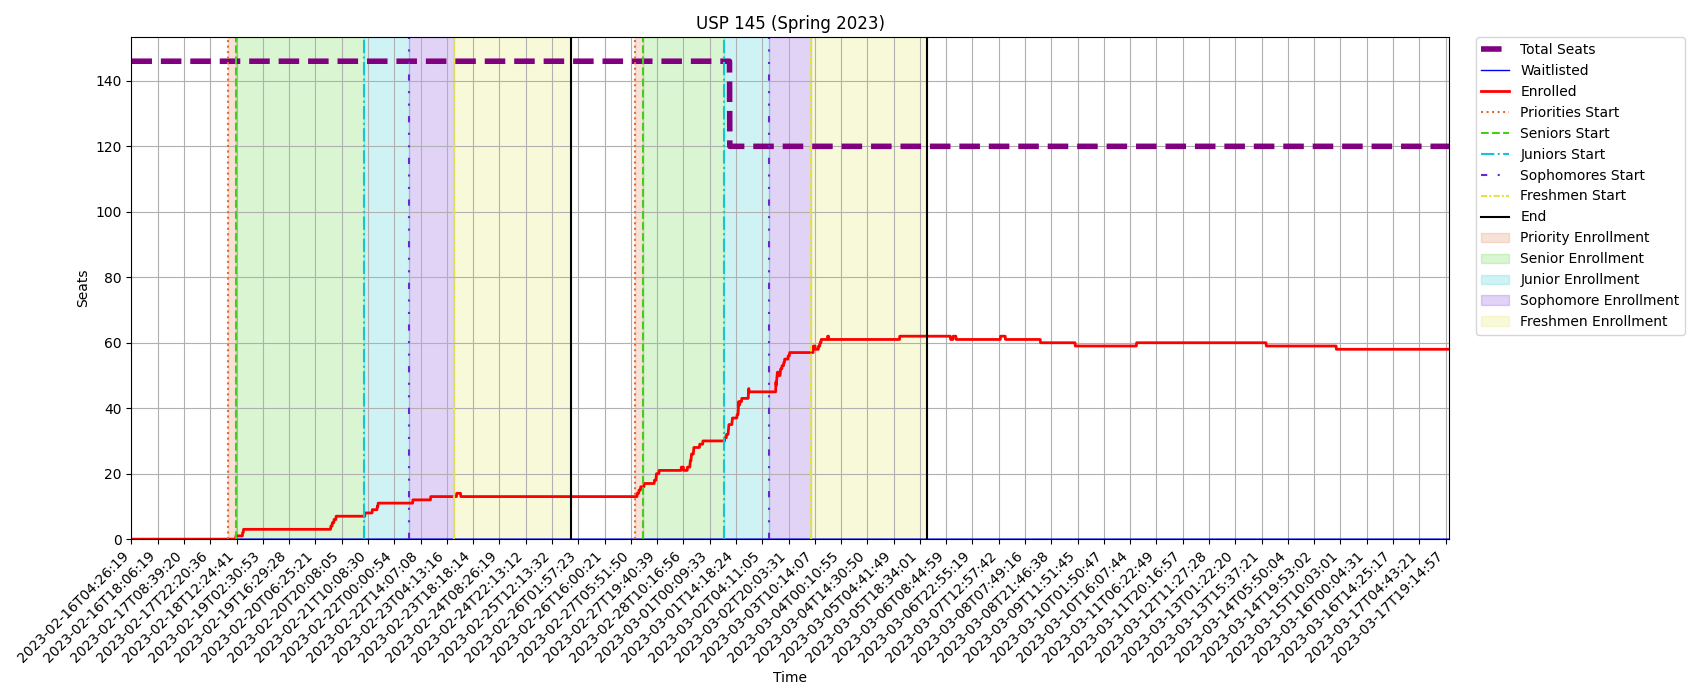 USP 145 (Spring 2023)
Seats
140
120
100
80
60
40
20
0
2023-02-16T04:26:19
2023-02-16T18:06:19
2023-02-17T08:39:20
2023-02-17T22:20:36
2023-02-18T12:24:41
2023-02-19T02:30:53
2023-02-19T16:29:28
2023-02-20T06:25:21
2023-02-20T20:08:05
2023-02-21T10:08:30
2023-02-22T00:00:54
2023-02-22T14:07:08
2023-02-23T04:13:16
2023-02-23T18:18:14
2023-02-24T08:26:19
2023-02-24T22:13:12
2023-02-25T12:13:32
2023-02-26T01:57:23
2023-02-26T16:00:21
2023-02-27T05:51:50
2023-02-27T19:40:39
2023-02-28T10:16:56
2023-03-01T00:09:33
2023-03-01T14:18:24
2023-03-02T04:11:05
2023-03-02T20:03:31
2023-03-03T10:14:07
2023-03-04T00:10:55
2023-03-04T14:30:50
2023-03-05T04:41:49
2023-03-05T18:34:01
2023-03-06T08:44:59
2023-03-06T22:55:19
2023-03-07T12:57:42
2023-03-08T07:49:16
2023-03-08T21:46:38
2023-03-09T11:51:45
2023-03-10T01:50:47
2023-03-10T16:07:44
2023-03-11T06:22:49
2023-03-11T20:16:57
2023-03-12T11:27:28
2023-03-13T01:22:20
2023-03-13T15:37:21
2023-03-14T05:50:04
2023-03-14T19:53:02
2023-03-15T10:03:01
2023-03-16T00:04:31
2023-03-16T14:25:17
2023-03-17T04:43:21
2023-03-17T19:14:57
Time
Total Seats
Waitlisted
Enrolled
Priorities Start
Seniors Start
Juniors Start
Sophomores Start
Freshmen Start
End
Priority Enrollment
Senior Enrollment
Junior Enrollment
Sophomore Enrollment
Freshmen Enrollment